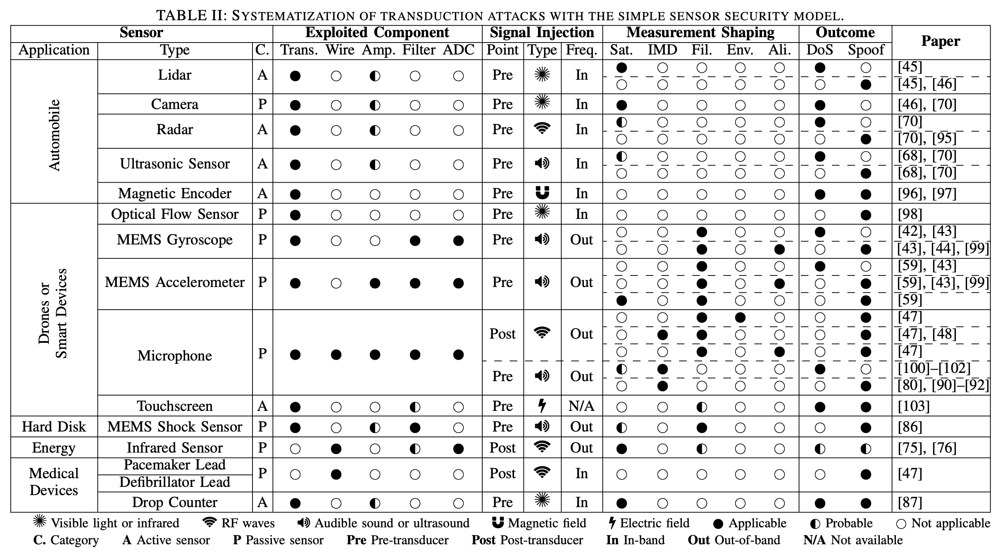 TABLE II: SYSTEMATIZATION OF TRANSDUCTION ATTACKS WITH THE SIMPLE SENSOR SECURITY MODEL.
Sensor Exploited Component Signal Injection Measurement Shaping Outcome Paper
Application Type C. Trans. Wire Amp. Filter ADC Point Type Freq. Sat. IMD Fil. Env. Ali. DoS Spoof
Automobile
Lidar A ● ○ ◐ ○ ○ Pre In
● ○ ○ ○ ○ ● ○ [45]
○ ○ ○ ○ ○ ○ ● [45], [46]
Camera P ● ○ ◐ ○ ○ Pre In ● ○ ○ ○ ○ ● ○ [46], [70]
Radar A ● ○ ◐ ○ ○ Pre In
◐ ○ ○ ○ ○ ● ○ [70]
○ ○ ○ ○ ○ ○ ● [70], [95]
Ultrasonic Sensor A ● ○ ◐ ○ ○ Pre In
◐ ○ ○ ○ ○ ● ○ [68], [70]
○ ○ ○ ○ ○ ○ ● [68], [70]
Magnetic Encoder A ● ○ ○ ○ ○ Pre In ○ ○ ○ ○ ○ ● ● [96], [97]
Drones or
Smart Devices
Optical Flow Sensor P ● ○ ○ ○ ○ Pre In ○ ○ ○ ○ ○ ○ ● [98]
MEMS Gyroscope P ● ○ ○ ● ● Pre Out
○ ○ ● ○ ○ ● ○ [42], [43]
○ ○ ● ○ ● ○ ● [43], [44], [99]
MEMS Accelerometer P ● ○ ● ● ● Pre Out
○ ○ ● ○ ○ ● ○ [59], [43]
○ ○ ● ○ ● ○ ● [59], [43], [99]
● ○ ● ○ ○ ○ ● [59]
Microphone P ● ● ● ● ●
Post Out
○ ○ ● ● ○ ○ ● [47]
○ ● ● ○ ○ ○ ● [47], [48]
○ ○ ● ○ ● ○ ● [47]
Pre Out
◐ ● ○ ○ ○ ● ○ [100]–[102]
○ ● ○ ○ ○ ○ ● [80], [90]–[92]
Touchscreen A ● ○ ○ ◐ ○ Pre N/A ○ ○ ◐ ○ ○ ● ● [103]
Hard Disk MEMS Shock Sensor P ● ○ ◐ ● ○ Pre Out ◐ ○ ● ○ ○ ○ ● [86]
Energy Infrared Sensor P ○ ● ○ ◐ ● Post Out ● ○ ◐ ○ ○ ◐ ◐ [75], [76]
Medical
Devices
Pacemaker Lead
Defibrillator Lead
P ○ ● ○ ○ ○ Post In ○ ○ ○ ○ ○ ○ ● [47]
Drop Counter A ● ○ ◐ ○ ○ Pre In ● ○ ○ ○ ○ ● ● [87]
Visible light or infrared RF waves Audible sound or ultrasound Magnetic field Electric field ● Applicable ◐ Probable ○ Not applicable
C. Category A Active sensor P Passive sensor Pre Pre-transducer Post Post-transducer In In-band Out Out-of-band N/A Not available